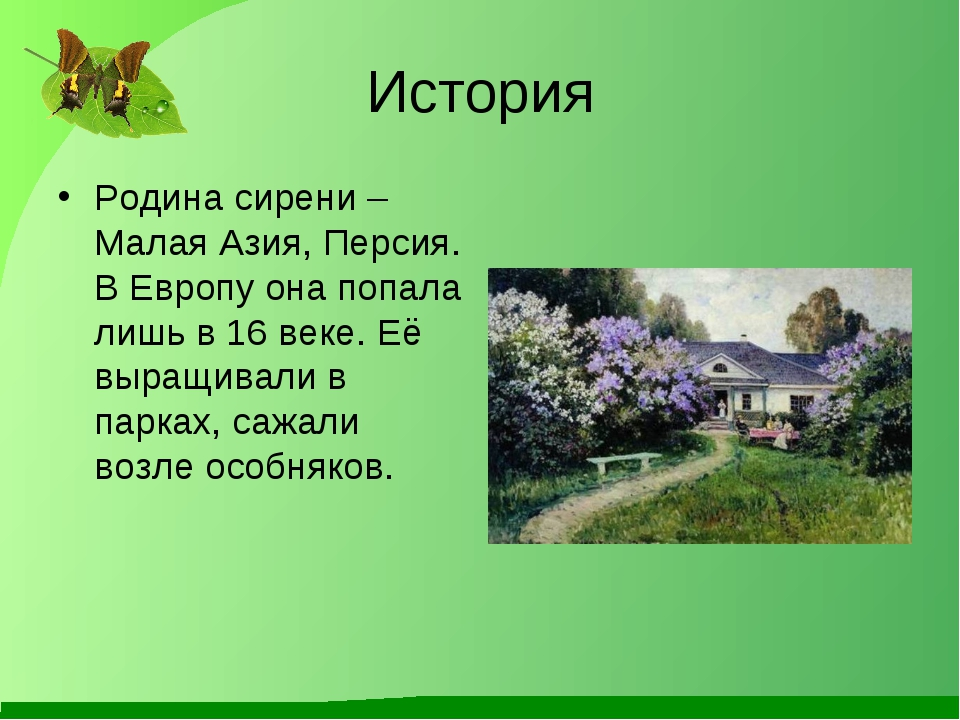 История
• Родина сирени –
Малая Азия, Персия.
В Европу она попала
лишь в 16 веке. Её
выращивали в
парках, сажали
возле особняков.